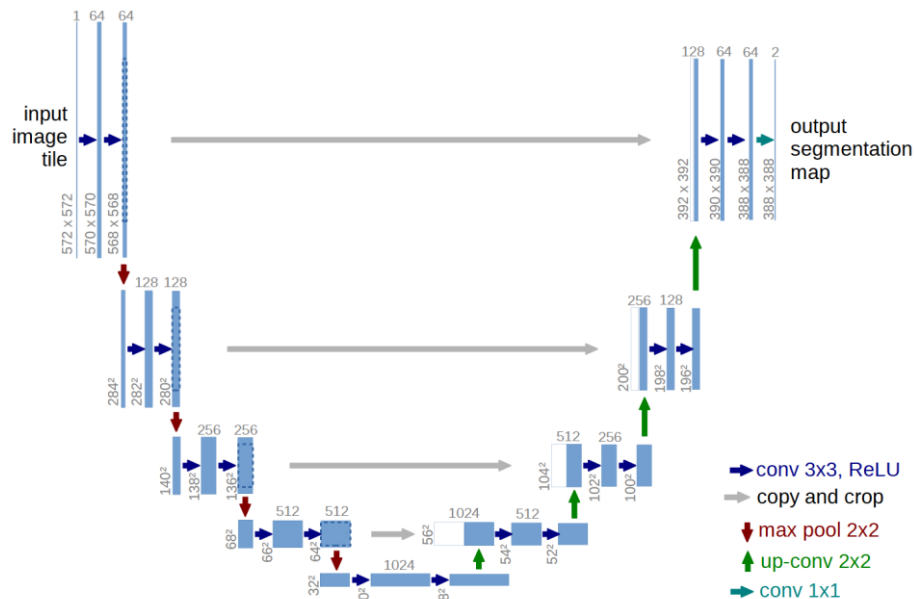 1 64 64
input
image
tile
572 x 572
570 x 570
568 x 568
128 64 64 2
output
segmentation
map
392 x 392
390 x 390
388 x 388
388 x 388
128 128
284²
282²
280²
256 128
200²
198²
196²
256 256
140²
138²
136²
512 256
104²
102²
100²
512 512
68²
66²
64²
1024 512
56²
54²
52²
1024
32²
conv 3x3, ReLU
copy and crop
max pool 2x2
up-conv 2x2
conv 1x1